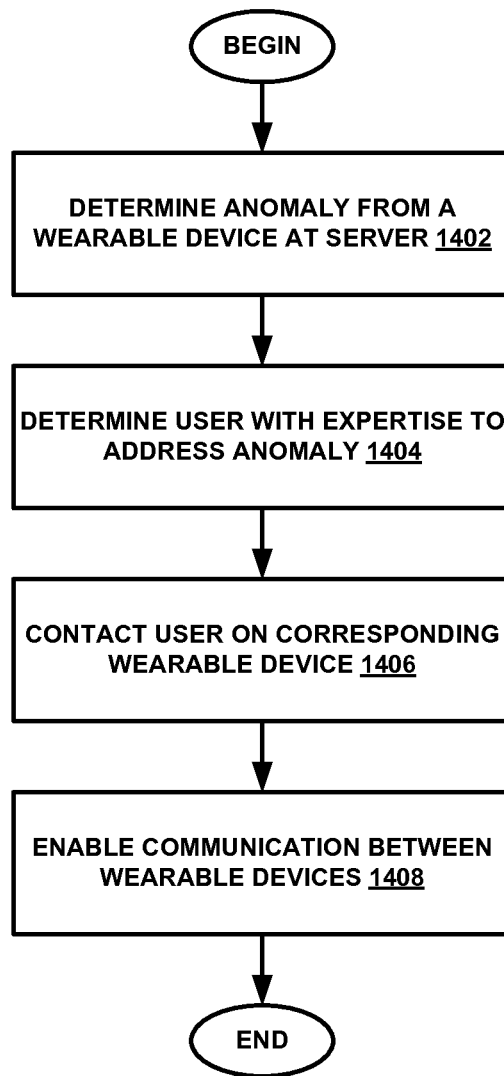 BEGIN
DETERMINE ANOMALY FROM A
WEARABLE DEVICE AT SERVER 1402
DETERMINE USER WITH EXPERTISE TO
ADDRESS ANOMALY 1404
CONTACT USER ON CORRESPONDING
WEARABLE DEVICE 1406
ENABLE COMMUNICATION BETWEEN
WEARABLE DEVICES 1408
END